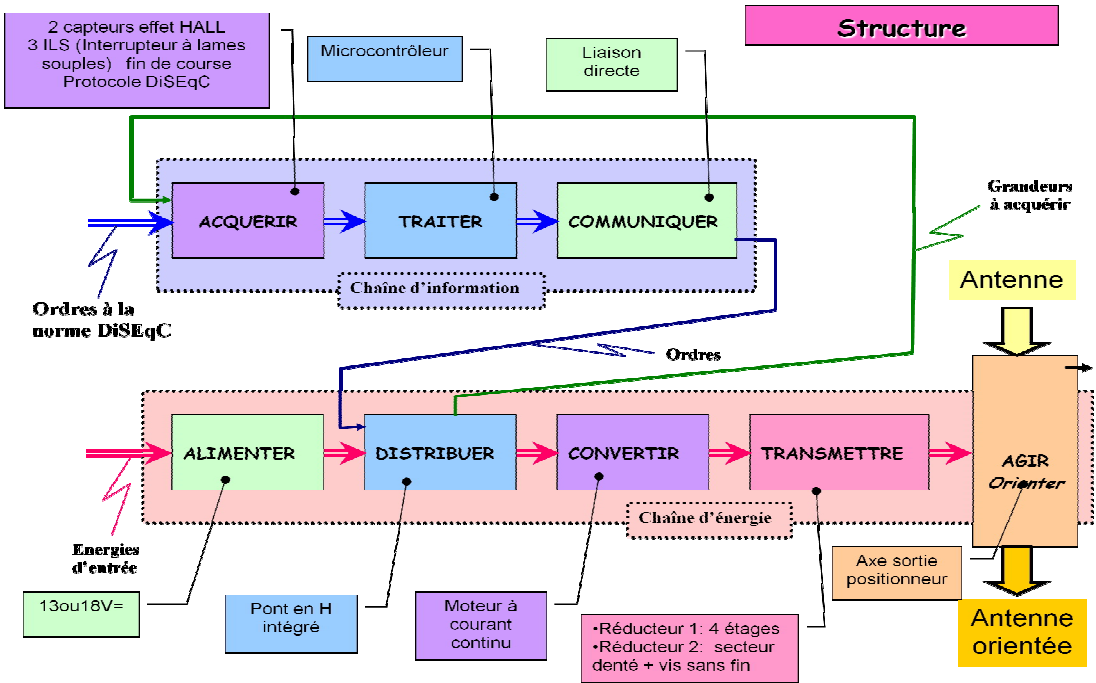 Structure
2 capteurs effet HALL
3 ILS (Interrupteur à lames
souples) fin de course
Protocole DiSEqC
Microcontrôleur
Liaison
directe
ACQUERIR
TRAITER
COMMUNIQUER
Grandeurs
à acquérir
Chaîne d'information
Ordres à la
norme DiSEqC
Antenne
Ordres
ALIMENTER
DISTRIBUER
CONVERTIR
TRANSMETTRE
AGIR
Orienter
Chaîne d'énergie
Energies
d'entrée
13ou18V=
Pont en H
intégré
Moteur à
courant
continu
•Réducteur 1: 4 étages
•Réducteur 2: secteur
denté + vis sans fin
Axe sortie
positionneur
Antenne
orientée